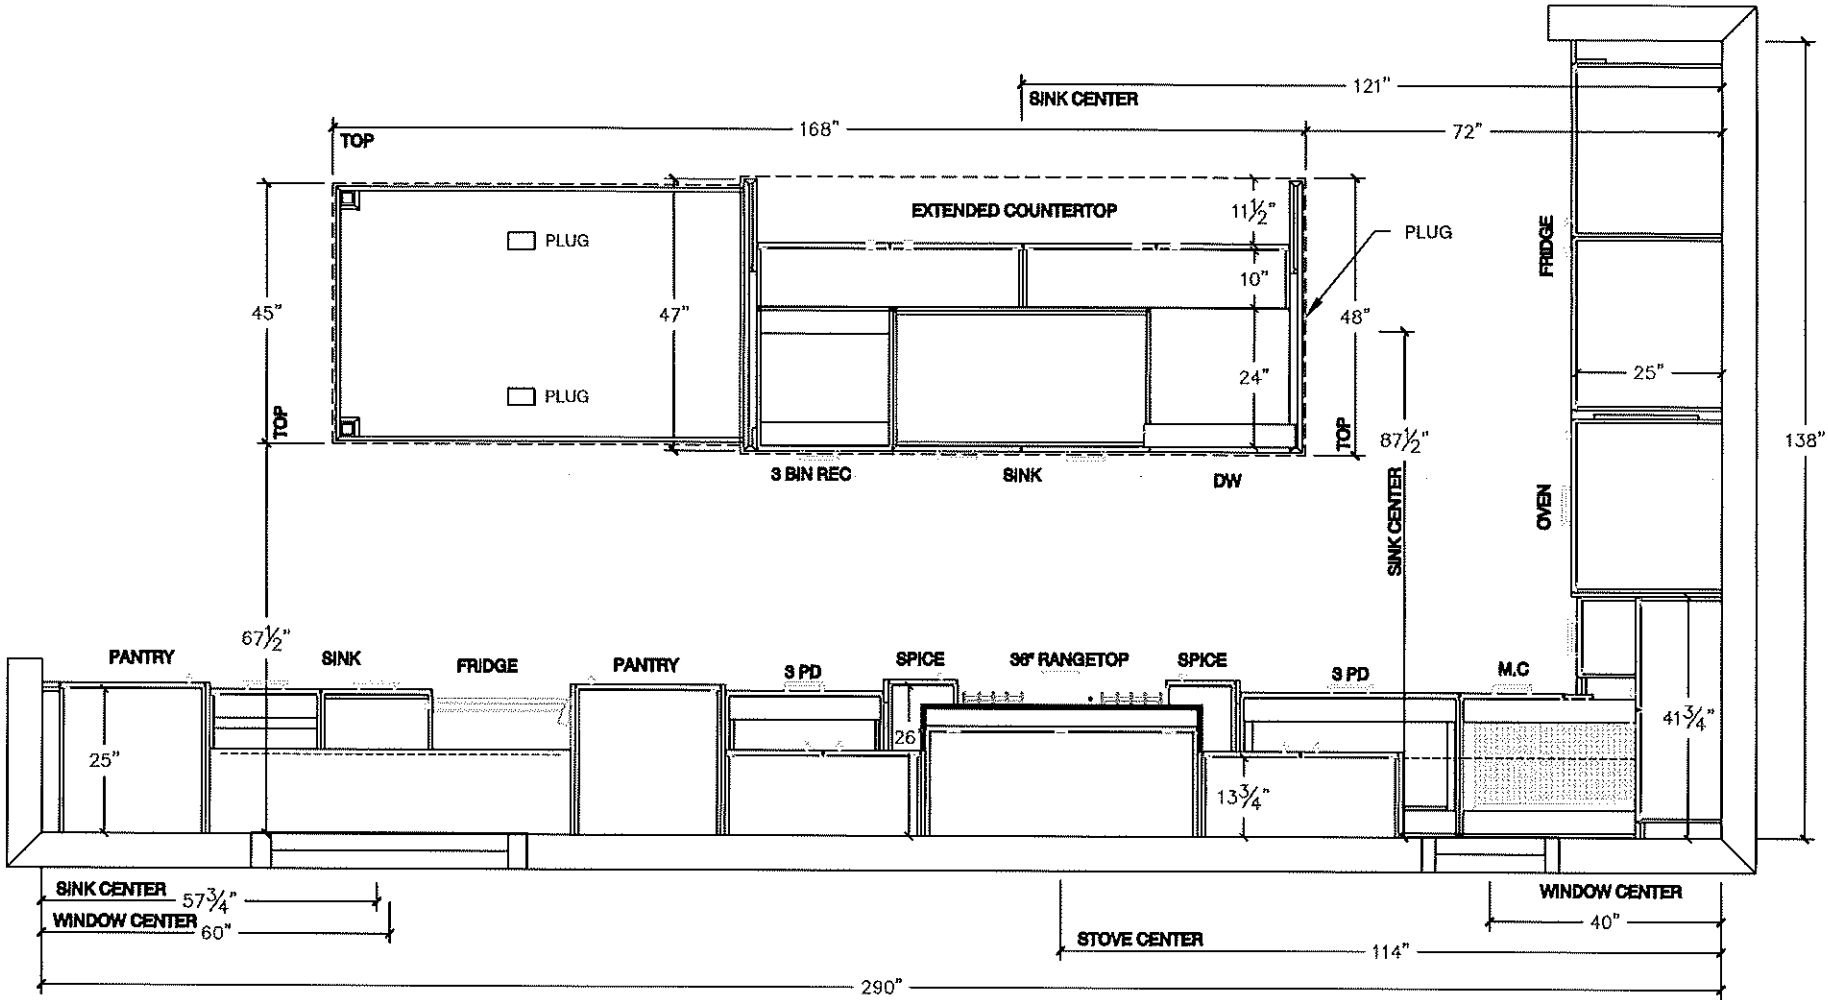 121"
SINK CENTER
168"
72"
TOP
11½"
EXTENDED COUNTERTOP
PLUG
PLUG
FRIDGE
10"
45"
47"
48"
24"
25"
PLUG
TOP
TOP
87½"
138"
3 BIN REC
SINK
DW
SINK CENTER
OVEN
67½"
PANTRY
SINK
FRIDGE
PANTRY
3 PD
SPICE
36" RANGETOP
SPICE
3 PD
M.C
41¾"
26"
25"
13¾"
SINK CENTER
57¾"
WINDOW CENTER
60"
WINDOW CENTER
40"
STOVE CENTER
114"
290"